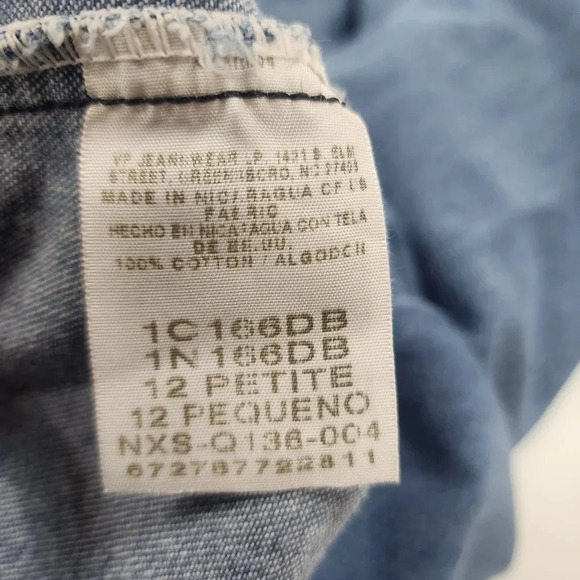 VF JEANSWEAR LP, 1421 S. ELM
STREET, GREENSBORO, NC 27406
MADE IN NICARAGUA OF US
FABRIC
HECHO EN NICARAGUA CON TELA
DE EE.UU.
100% COTTON / ALGODON
1C166DB
1N166DB
12 PETITE
12 PEQUENO
NXS-Q136-004
672787722811